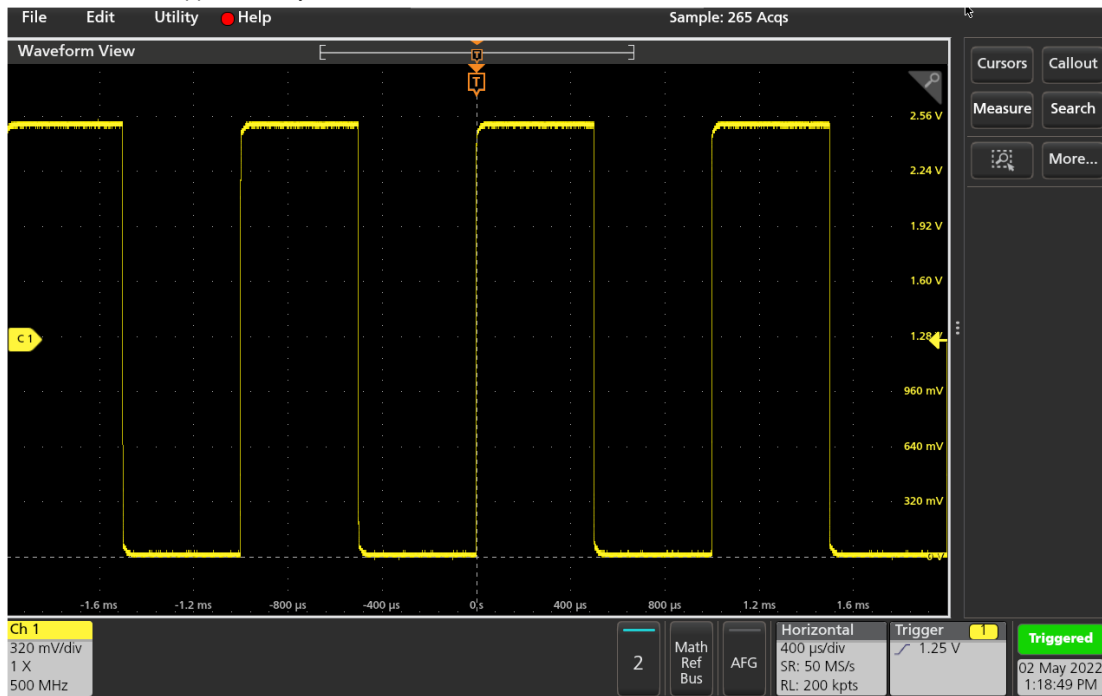 File Edit Utility Help Sample: 265 Acqs
Waveform View
T
T
Cursors Callout
Measure Search
More...
2.56 V
2.24 V
1.92 V
1.60 V
C 1
1.28 V
960 mV
640 mV
320 mV
0 V
-1.6 ms -1.2 ms -800 µs -400 µs 0 s 400 µs 800 µs 1.2 ms 1.6 ms
Ch 1
320 mV/div
1 X
500 MHz
2
Math
Ref
Bus
AFG
Horizontal
400 µs/div
SR: 50 MS/s
RL: 200 kpts
Trigger 1
1.25 V
Triggered
02 May 2022
1:18:49 PM